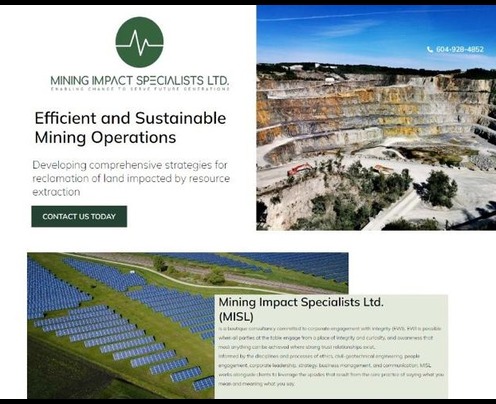 604-928-4852
MINING IMPACT SPECIALISTS LTD.
ENABLING CHANGE TO SERVE FUTURE GENERATIONS
Efficient and Sustainable
Mining Operations
Developing comprehensive strategies for
reclamation of land impacted by resource
extraction
CONTACT US TODAY
Mining Impact Specialists Ltd.
(MISL)
is a boutique consultancy committed to corporate engagement with integrity (EWI). EWI is possible
when all parties at the table engage from a place of integrity and curiosity, and awareness that
most anything can be achieved where strong trust relationships exist.
Informed by the disciplines and processes of ethics, civil-geotechnical engineering, people
engagement, corporate leadership, strategy, business management, and communication, MISL
works alongside clients to leverage the upsides that result from the core practice of saying what you
mean and meaning what you say.